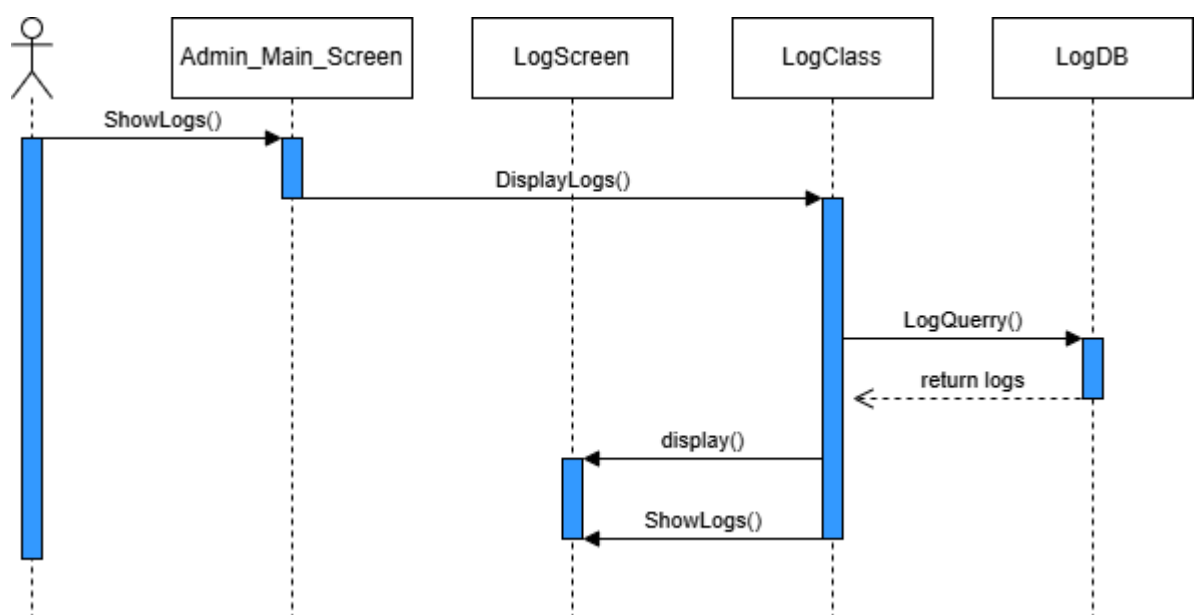 Admin_Main_Screen
LogScreen
LogClass
LogDB
ShowLogs()
DisplayLogs()
LogQuerry()
return logs
display()
ShowLogs()